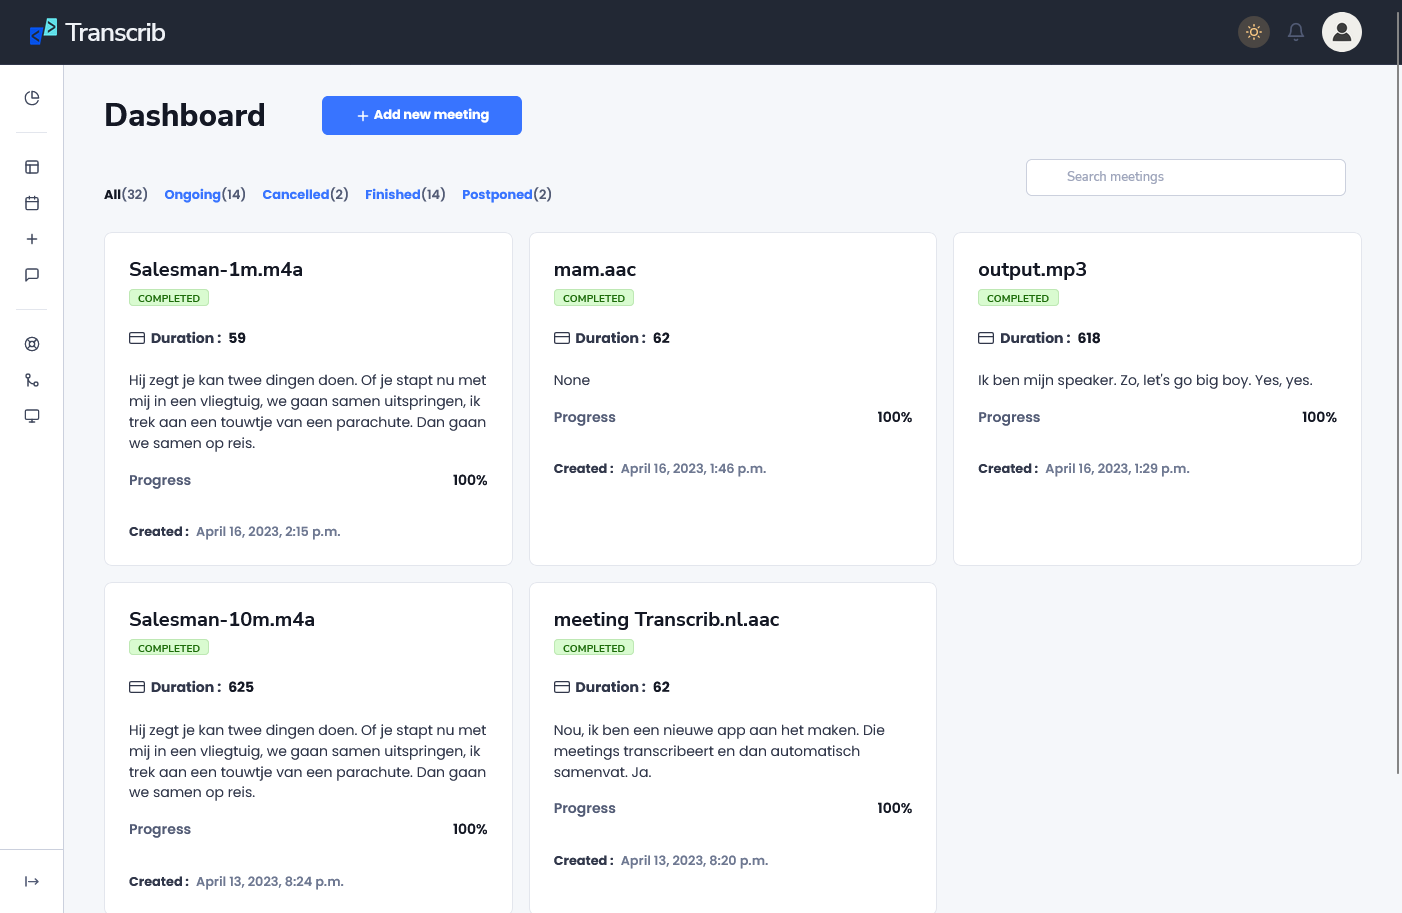 Transcrib
Dashboard
+ Add new meeting
All(32) Ongoing(14) Cancelled(2) Finished(14) Postponed(2)
Search meetings
Salesman-1m.m4a
COMPLETED
Duration : 59
Hij zegt je kan twee dingen doen. Of je stapt nu met
mij in een vliegtuig, we gaan samen uitspringen, ik
trek aan een touwtje van een parachute. Dan gaan
we samen op reis.
Progress 100%
Created : April 16, 2023, 2:15 p.m.
mam.aac
COMPLETED
Duration : 62
None
Progress 100%
Created : April 16, 2023, 1:46 p.m.
output.mp3
COMPLETED
Duration : 618
Ik ben mijn speaker. Zo, let's go big boy. Yes, yes.
Progress 100%
Created : April 16, 2023, 1:29 p.m.
Salesman-10m.m4a
COMPLETED
Duration : 625
Hij zegt je kan twee dingen doen. Of je stapt nu met
mij in een vliegtuig, we gaan samen uitspringen, ik
trek aan een touwtje van een parachute. Dan gaan
we samen op reis.
Progress 100%
Created : April 13, 2023, 8:24 p.m.
meeting Transcrib.nl.aac
COMPLETED
Duration : 62
Nou, ik ben een nieuwe app aan het maken. Die
meetings transcribeert en dan automatisch
samenvat. Ja.
Progress 100%
Created : April 13, 2023, 8:20 p.m.